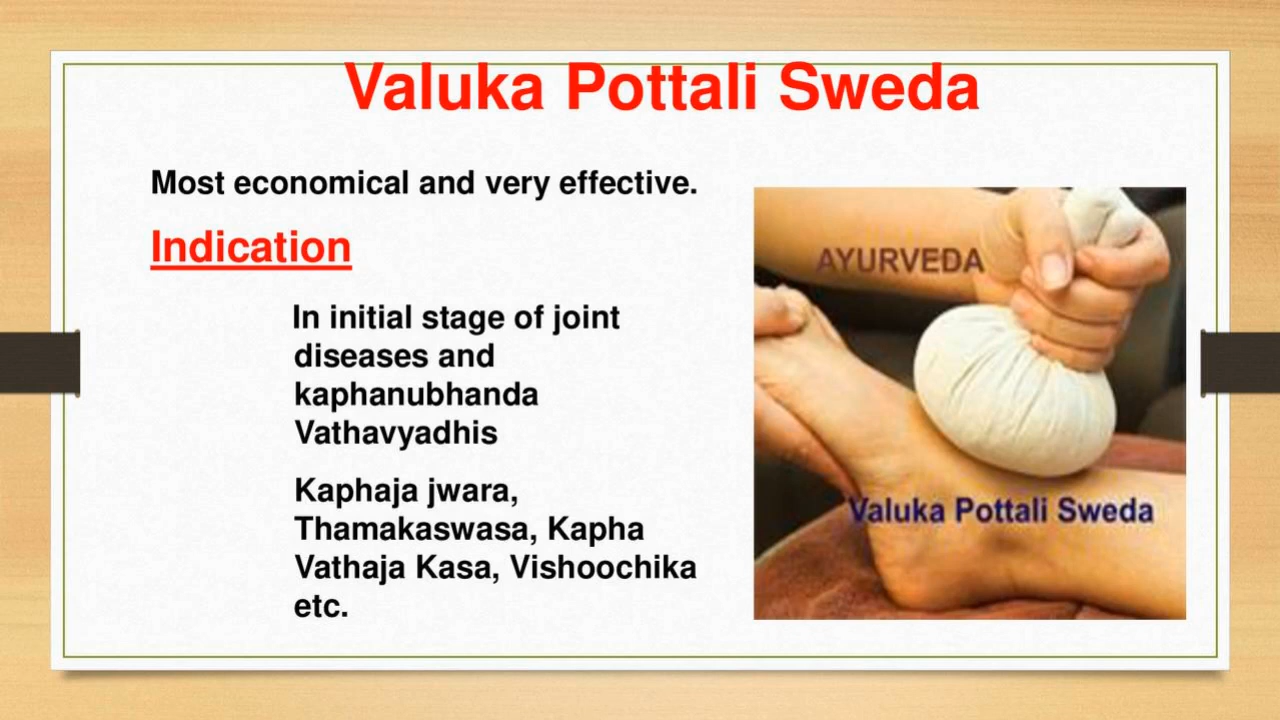 Valuka Pottali Sweda
Most economical and very effective.
Indication
In initial stage of joint
diseases and
kaphanubhanda
Vathavyadhis
Kaphaja jwara,
Thamakaswasa, Kapha
Vathaja Kasa, Vishoochika
etc.
AYURVEDA
Valuka Pottali Sweda